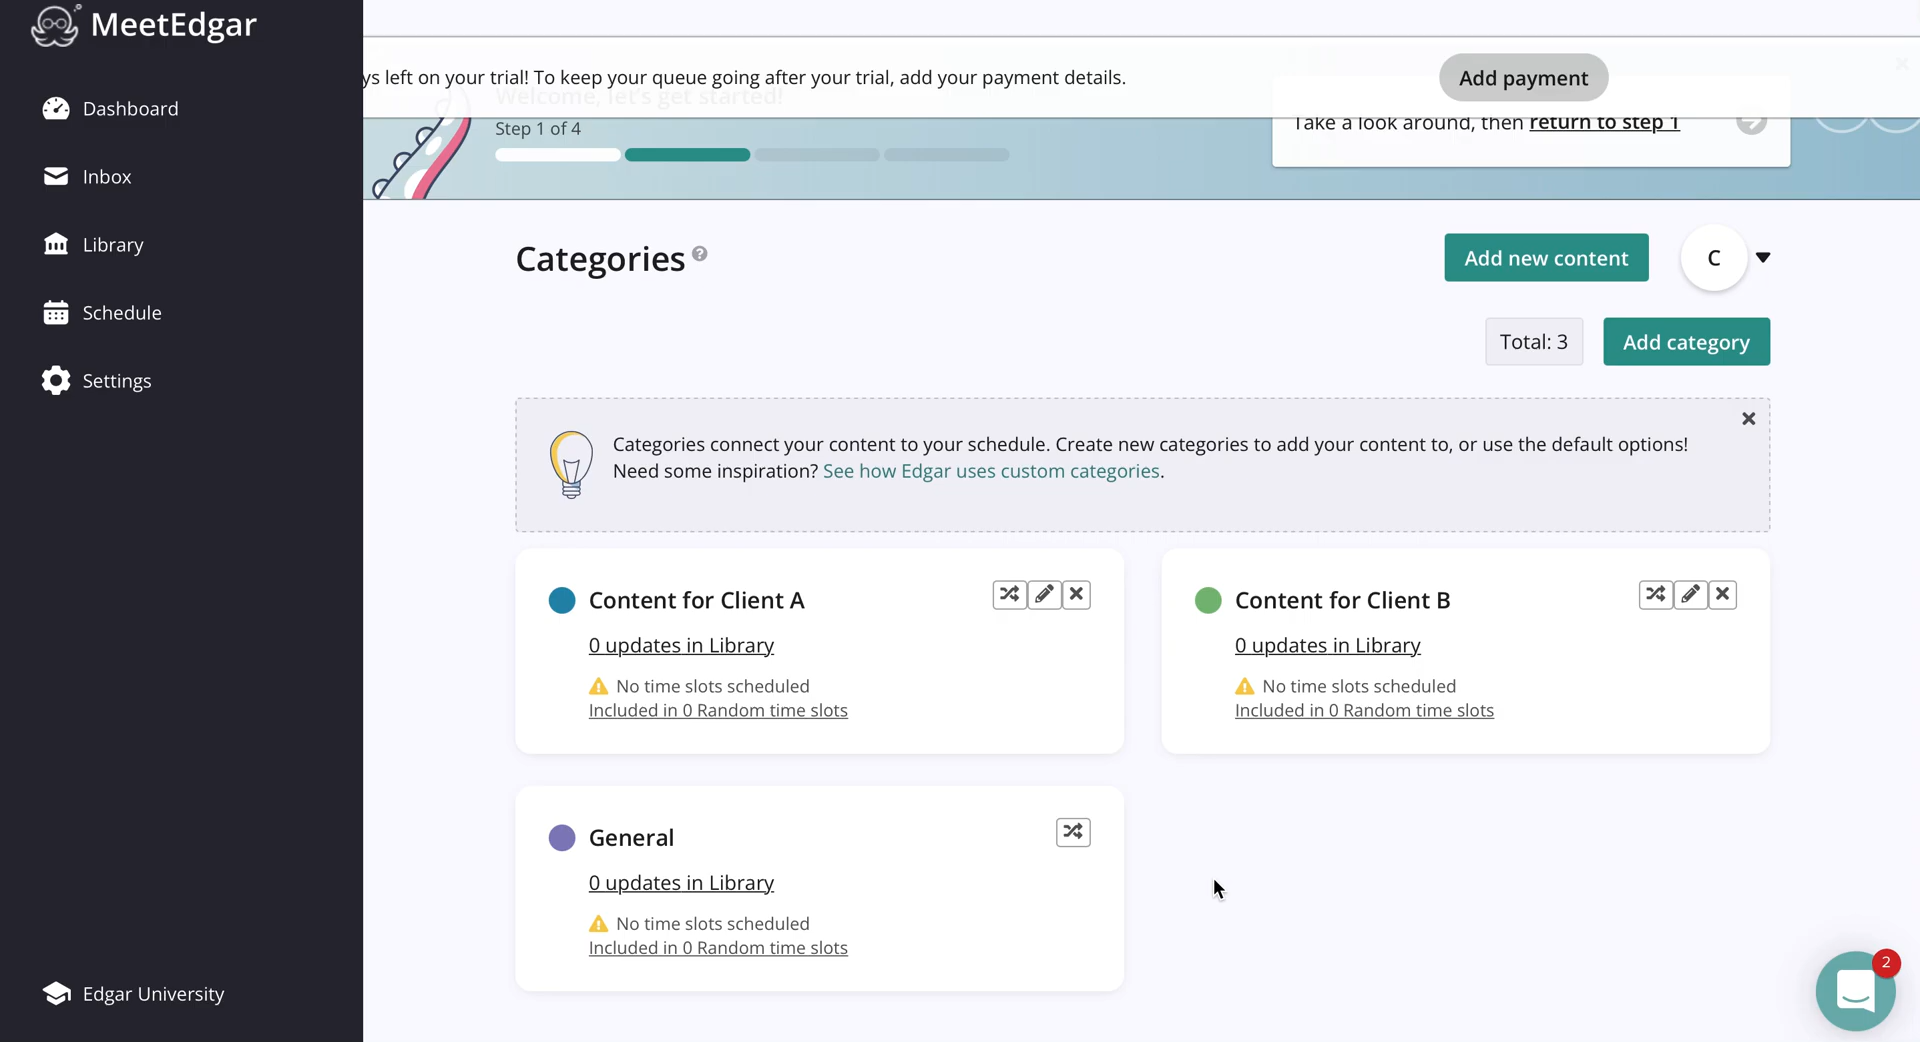 MeetEdgar
Dashboard
Inbox
Library
Schedule
Settings
Edgar University
ys left on your trial! To keep your queue going after your trial, add your payment details.
Add payment
Welcome, let's get started!
Step 1 of 4
Take a look around, then return to step 1
Categories ?
Add new content
C
Total: 3
Add category
Categories connect your content to your schedule. Create new categories to add your content to, or use the default options!
Need some inspiration? See how Edgar uses custom categories.
Content for Client A
0 updates in Library
No time slots scheduled
Included in 0 Random time slots
Content for Client B
0 updates in Library
No time slots scheduled
Included in 0 Random time slots
General
0 updates in Library
No time slots scheduled
Included in 0 Random time slots
2